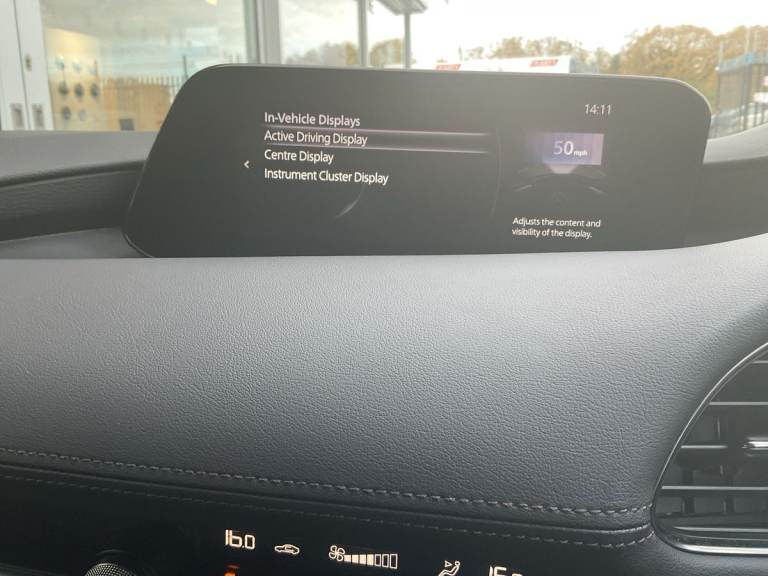 14:11
In-Vehicle Displays
Active Driving Display
Centre Display
Instrument Cluster Display
50 mph
Adjusts the content and
visibility of the display.
16.0